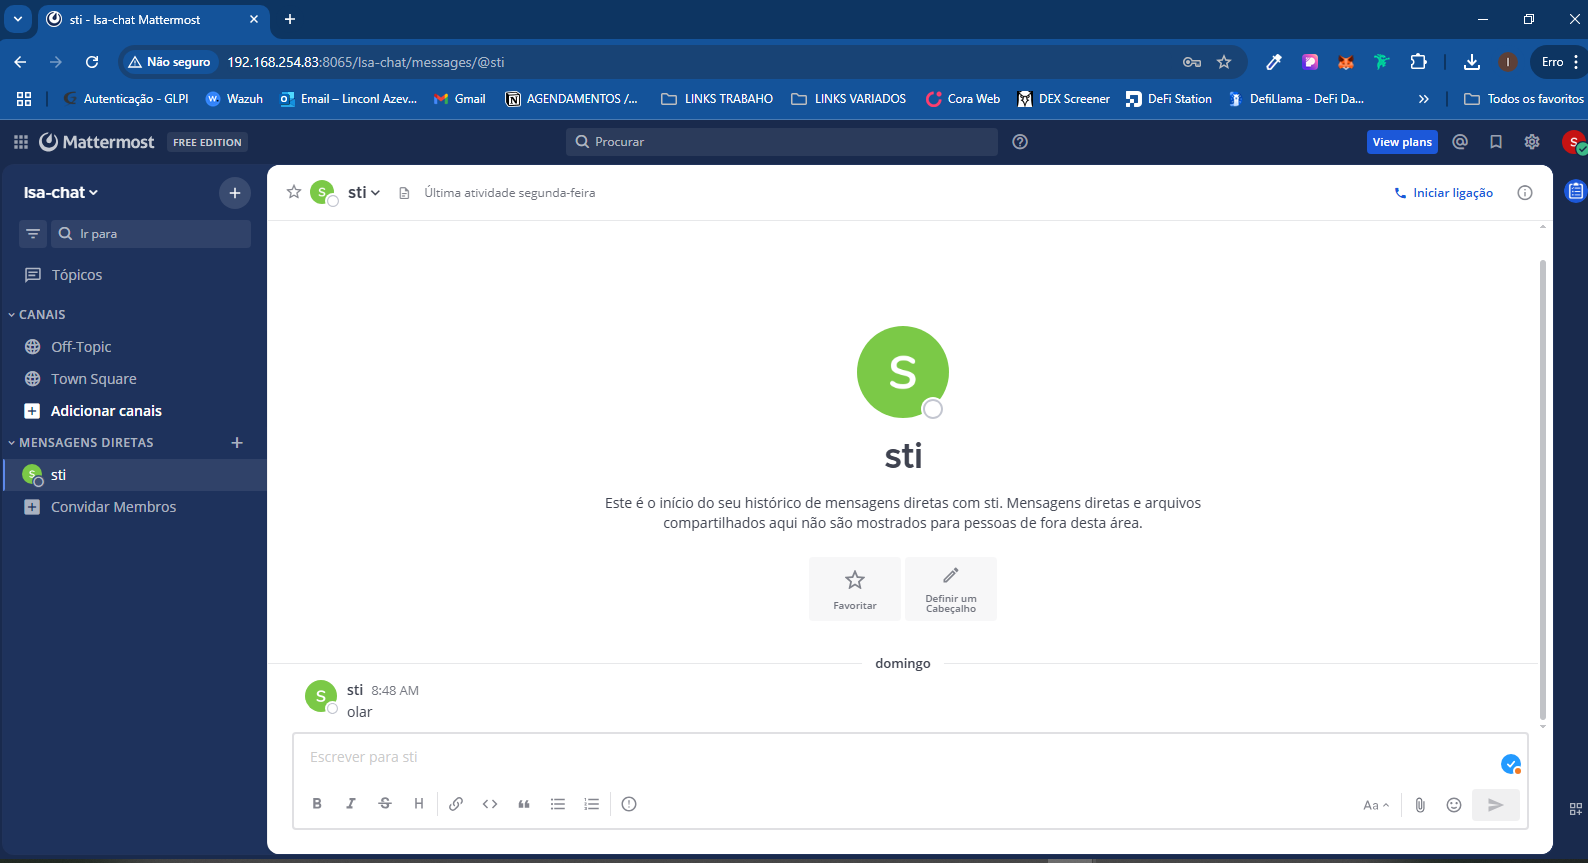 sti - lsa-chat Mattermost
Não seguro
192.168.254.83:8065/lsa-chat/messages/@sti
Erro
Autenticação - GLPI
Wazuh
Email – Linconl Azev...
Gmail
AGENDAMENTOS /...
LINKS TRABAHO
LINKS VARIADOS
Cora Web
DEX Screener
DeFi Station
DefiLlama - DeFi Da...
Todos os favoritos
Mattermost
FREE EDITION
Procurar
View plans
S
lsa-chat
Ir para
Tópicos
CANAIS
Off-Topic
Town Square
Adicionar canais
MENSAGENS DIRETAS
S
sti
Convidar Membros
S
sti
Última atividade segunda-feira
Iniciar ligação
S
sti
Este é o início do seu histórico de mensagens diretas com sti. Mensagens diretas e arquivos
compartilhados aqui não são mostrados para pessoas de fora desta área.
Favoritar
Definir um
Cabeçalho
domingo
S
sti 8:48 AM
olar
Escrever para sti
B
I
S
H
Aa